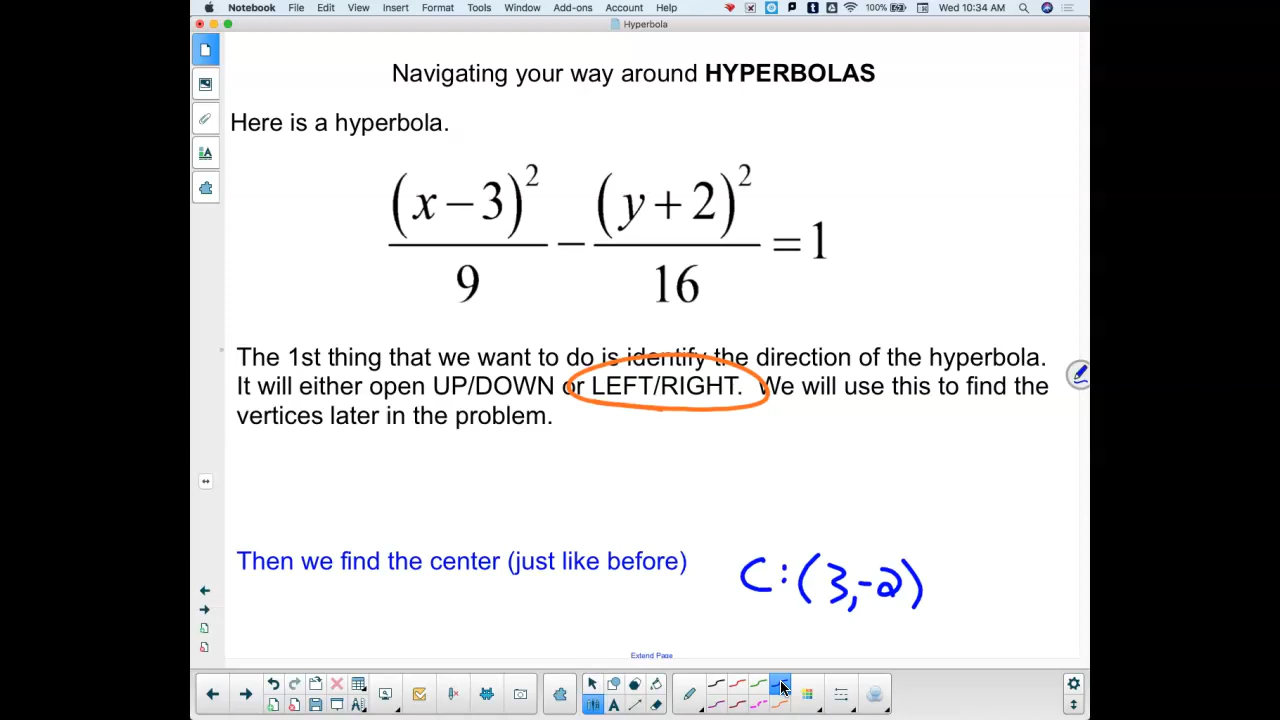 Notebook File Edit View Insert Format Tools Window Add-ons Account Help 100% Wed 10:34 AM
Hyperbola
Navigating your way around HYPERBOLAS
Here is a hyperbola.
(x − 3)² / 9 − (y + 2)² / 16 = 1
The 1st thing that we want to do is identify the direction of the hyperbola.
It will either open UP/DOWN or LEFT/RIGHT. We will use this to find the
vertices later in the problem.
Then we find the center (just like before)
C:(3,-2)
Extend Page